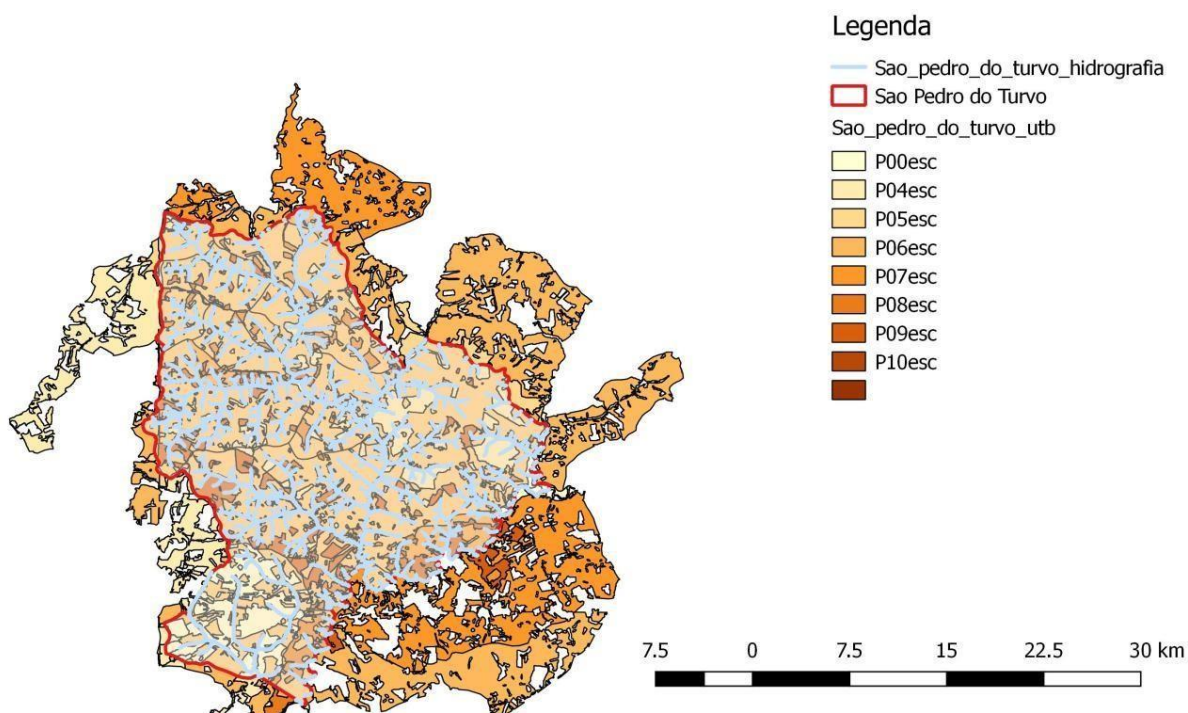 Legenda
Sao_pedro_do_turvo_hidrografia
Sao Pedro do Turvo
Sao_pedro_do_turvo_utb
P00esc
P04esc
P05esc
P06esc
P07esc
P08esc
P09esc
P10esc
7.5 0 7.5 15 22.5 30 km